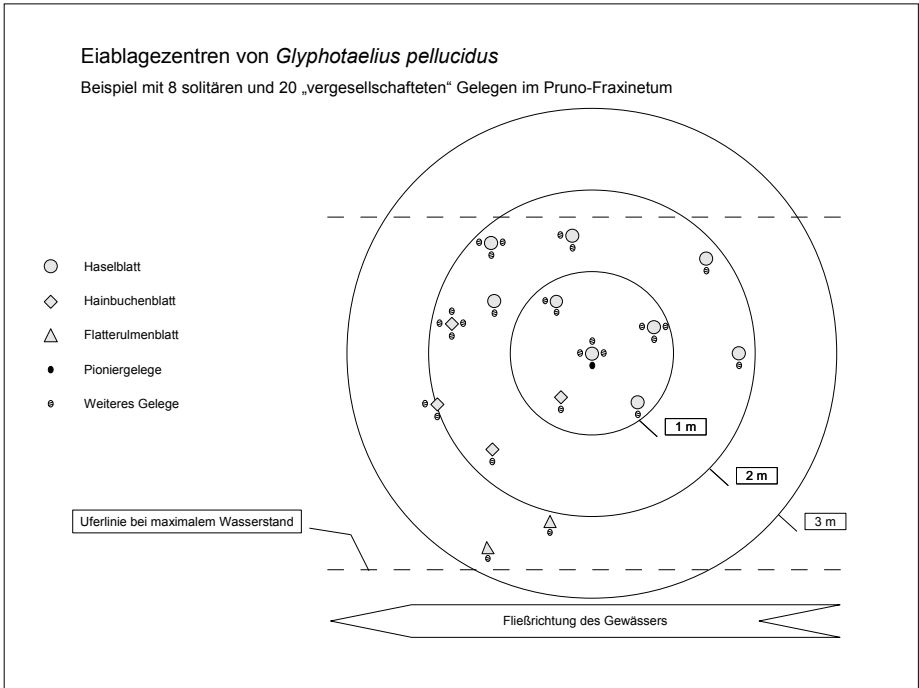 Eiablagezentren von Glyphotaelius pellucidus
Beispiel mit 8 solitären und 20 „vergesellschafteten“ Gelegen im Pruno-Fraxinetum
Haselblatt
Hainbuchenblatt
Flatterulmenblatt
Pioniergelege
Weiteres Gelege
1 m
2 m
3 m
Uferlinie bei maximalem Wasserstand
Fließrichtung des Gewässers